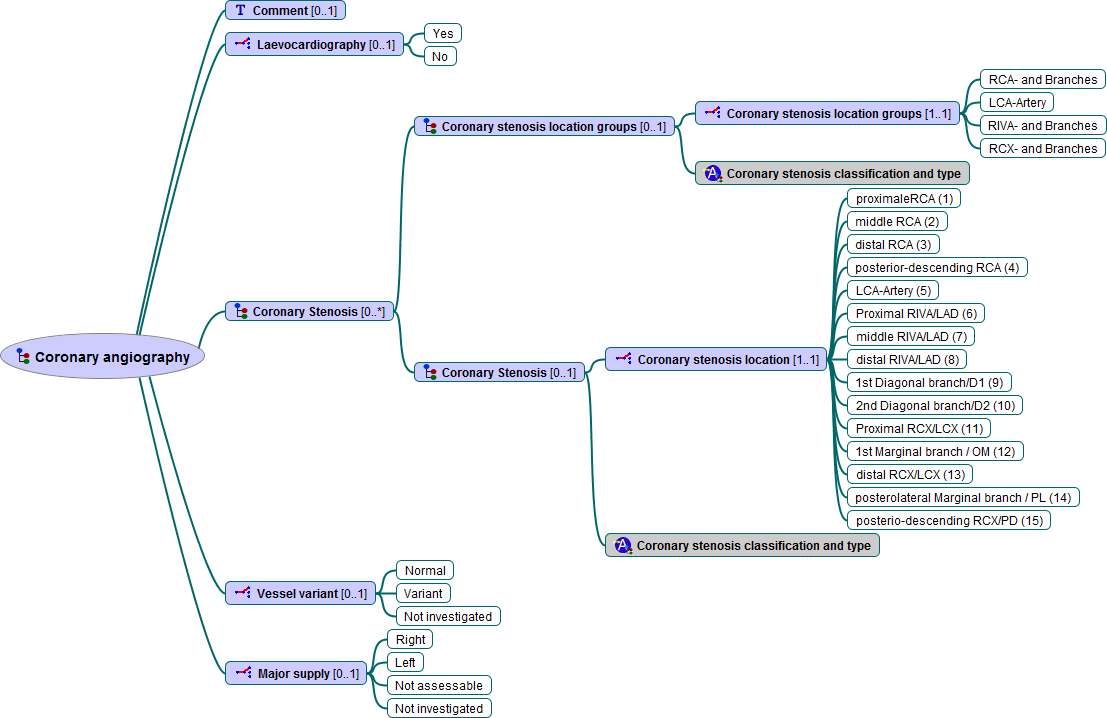 T Comment [0..1]
Laevocardiography [0..1]
Yes
No
Coronary angiography
Coronary Stenosis [0..*]
Coronary stenosis location groups [0..1]
Coronary stenosis location groups [1..1]
RCA- and Branches
LCA-Artery
RIVA- and Branches
RCX- and Branches
A Coronary stenosis classification and type
Coronary Stenosis [0..1]
Coronary stenosis location [1..1]
proximaleRCA (1)
middle RCA (2)
distal RCA (3)
posterior-descending RCA (4)
LCA-Artery (5)
Proximal RIVA/LAD (6)
middle RIVA/LAD (7)
distal RIVA/LAD (8)
1st Diagonal branch/D1 (9)
2nd Diagonal branch/D2 (10)
Proximal RCX/LCX (11)
1st Marginal branch / OM (12)
distal RCX/LCX (13)
posterolateral Marginal branch / PL (14)
posterio-descending RCX/PD (15)
A Coronary stenosis classification and type
Vessel variant [0..1]
Normal
Variant
Not investigated
Major supply [0..1]
Right
Left
Not assessable
Not investigated